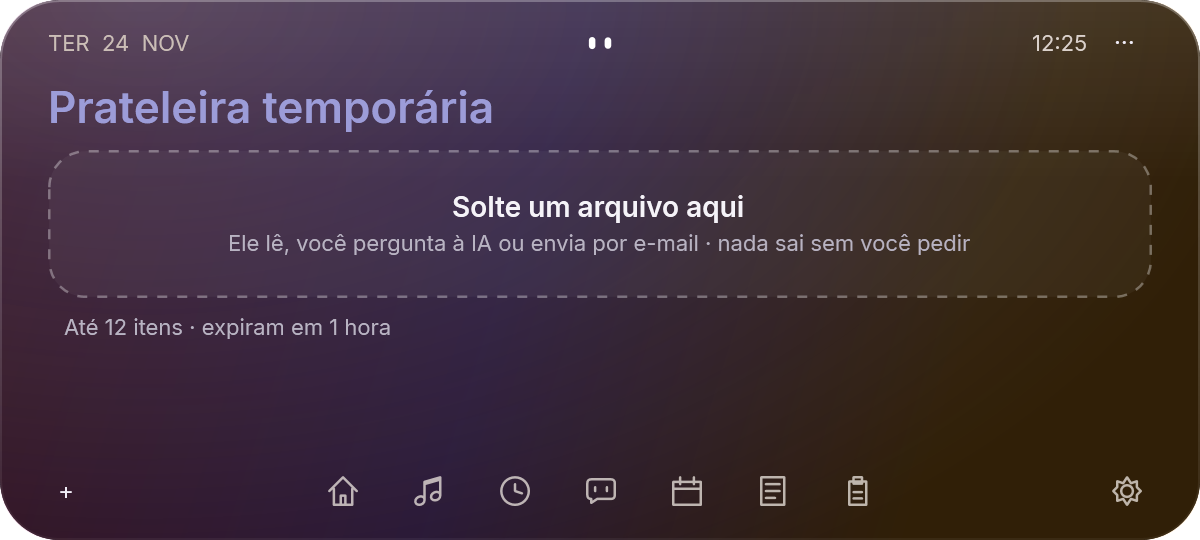 TER 24 NOV
12:25
Prateleira temporária
Solte um arquivo aqui
Ele lê, você pergunta à IA ou envia por e-mail · nada sai sem você pedir
Até 12 itens · expiram em 1 hora